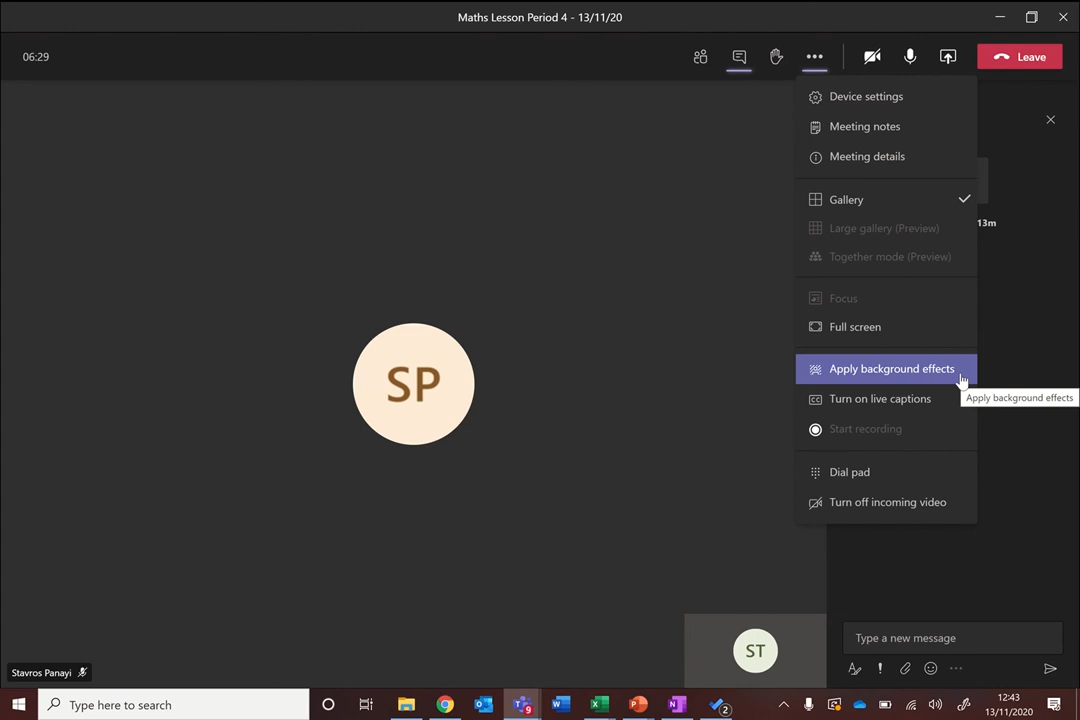 Maths Lesson Period 4 - 13/11/20
06:29
Leave
Device settings
Meeting notes
Meeting details
Gallery
13m
Large gallery (Preview)
Together mode (Preview)
Focus
Full screen
Apply background effects
Apply background effects
CC Turn on live captions
Start recording
Dial pad
Turn off incoming video
SP
ST
Stavros Panayi
Type a new message
Type here to search
9
2
12:43
13/11/2020